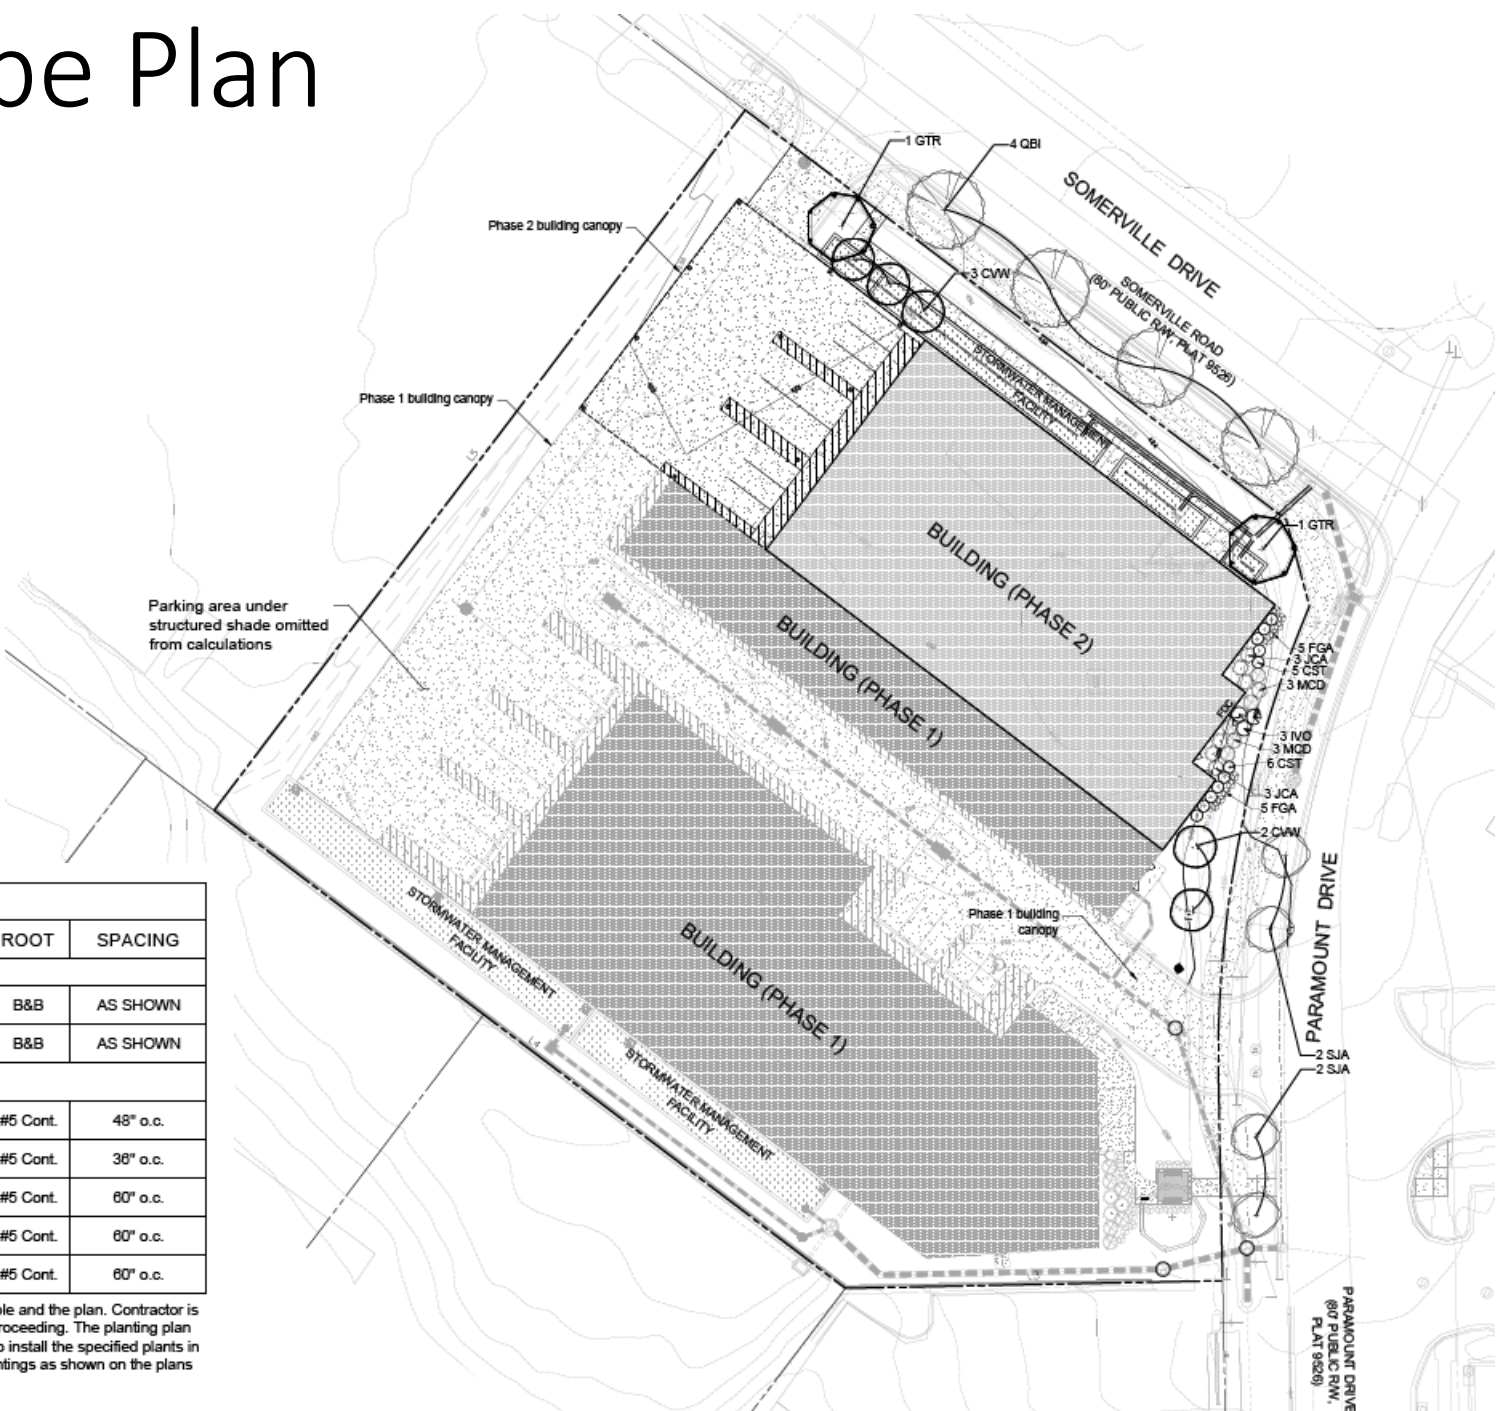 pe Plan
1 GTR
4 QBI
SOMERVILLE DRIVE
Phase 2 building canopy
3 CVW
SOMERVILLE ROAD
(80' PUBLIC R/W, PLAT 9526)
STORMWATER MANAGEMENT
FACILITY
Phase 1 building canopy
L5
BUILDING (PHASE 2)
1 GTR
Parking area under
structured shade omitted
from calculations
BUILDING (PHASE 1)
5 FGA
3 JCA
5 CST
3 MCD
FDC
3 IVO
3 MCD
6 CST
3 JCA
5 FGA
2 CVW
PARAMOUNT DRIVE
STORMWATER MANAGEMENT
FACILITY
Phase 1 building
canopy
BUILDING (PHASE 1)
ROOT SPACING
B&B AS SHOWN
B&B AS SHOWN
#5 Cont. 48" o.c.
#5 Cont. 36" o.c.
#5 Cont. 60" o.c.
#5 Cont. 60" o.c.
#5 Cont. 60" o.c.
L4
STORMWATER MANAGEMENT
FACILITY
2 SJA
2 SJA
ble and the plan. Contractor is
roceeding. The planting plan
o install the specified plants in
ntings as shown on the plans
PARAMOUNT DRIVE
(80' PUBLIC R/W,
PLAT 9526)